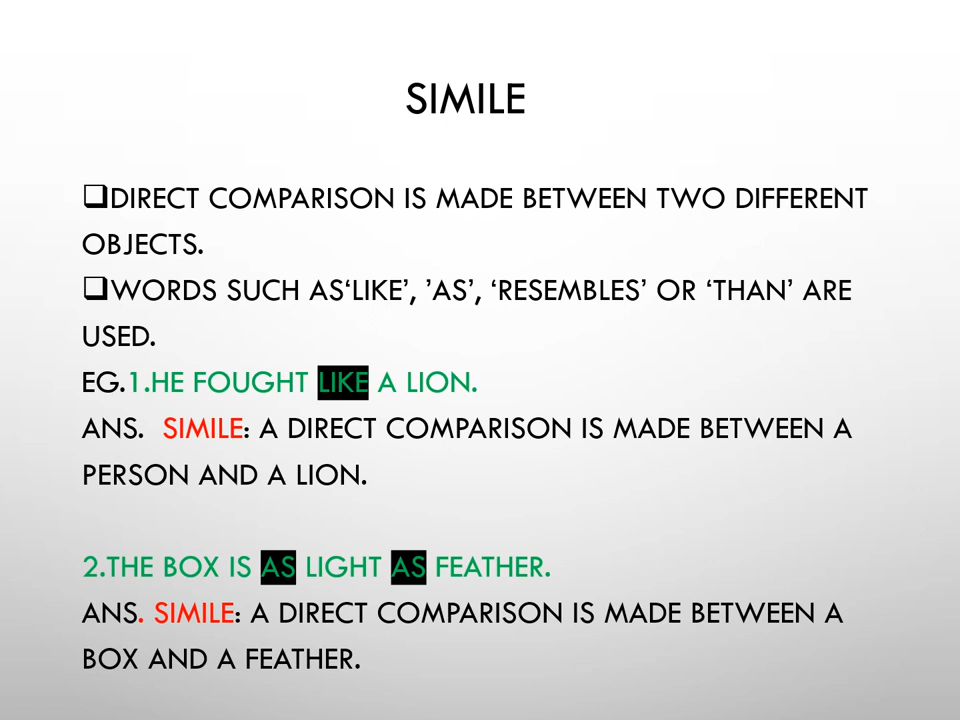 SIMILE
❑DIRECT COMPARISON IS MADE BETWEEN TWO DIFFERENT
OBJECTS.
❑WORDS SUCH AS‘LIKE’, ’AS’, ‘RESEMBLES’ OR ‘THAN’ ARE
USED.
EG.1.HE FOUGHT LIKE A LION.
ANS. SIMILE: A DIRECT COMPARISON IS MADE BETWEEN A
PERSON AND A LION.
2.THE BOX IS AS LIGHT AS FEATHER.
ANS. SIMILE: A DIRECT COMPARISON IS MADE BETWEEN A
BOX AND A FEATHER.